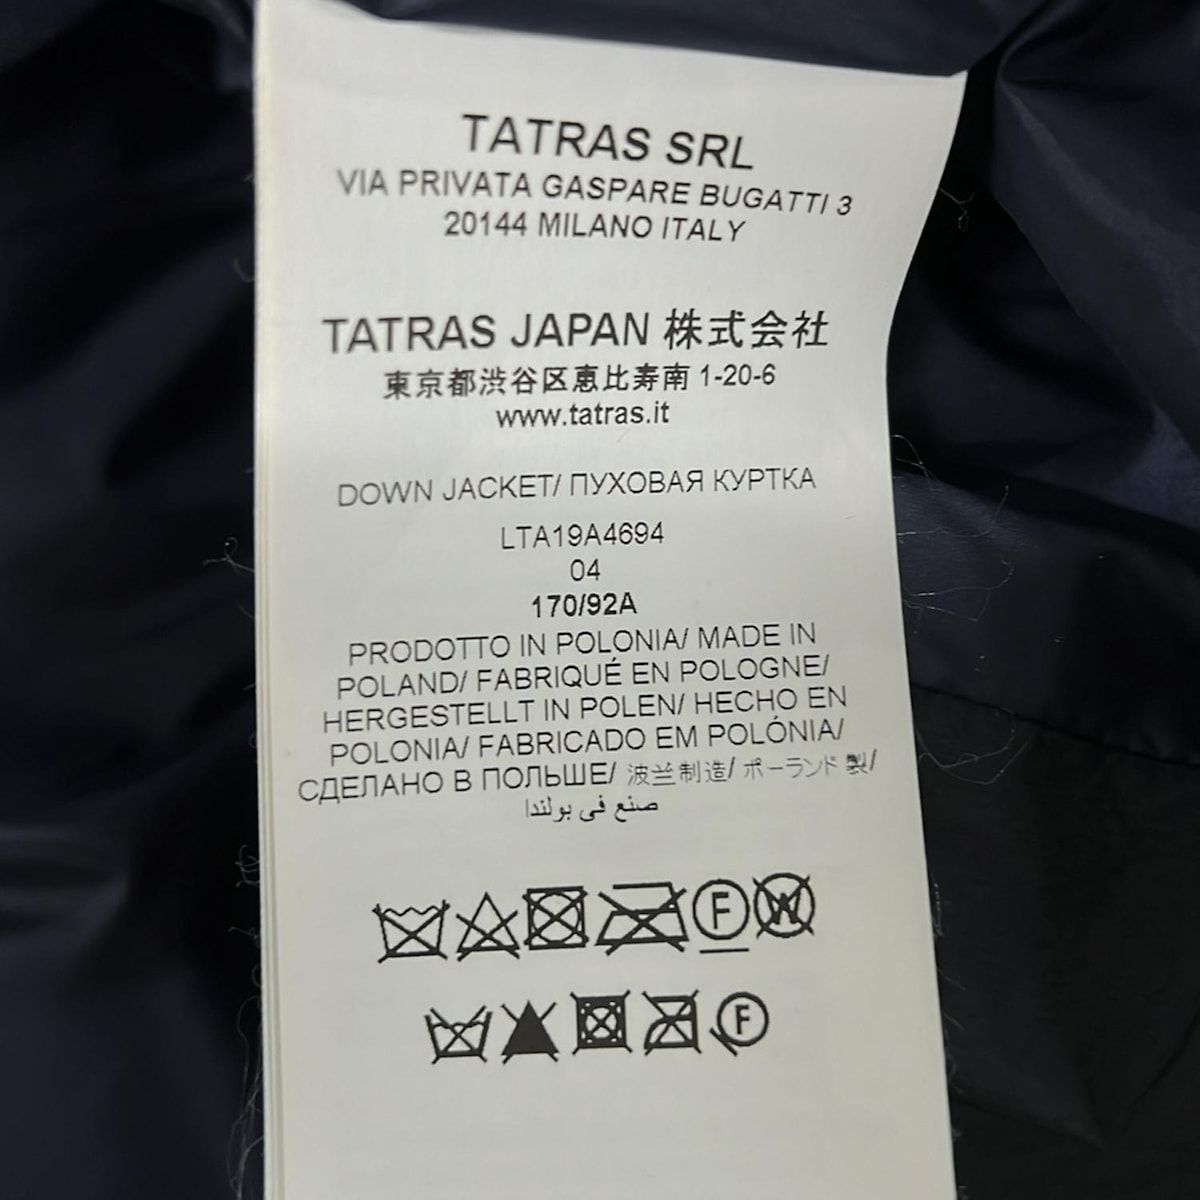 TATRAS SRL
VIA PRIVATA GASPARE BUGATTI 3
20144 MILANO ITALY
TATRAS JAPAN 株式会社
東京都渋谷区恵比寿南 1-20-6
www.tatras.it
DOWN JACKET/ ПУХОВАЯ КУРТКА
LTA19A4694
04
170/92A
PRODOTTO IN POLONIA/ MADE IN
POLAND/ FABRIQUÉ EN POLOGNE/
HERGESTELLT IN POLEN/ HECHO EN
POLONIA/ FABRICADO EM POLÓNIA/
СДЕЛАНО В ПОЛЬШЕ/ 波兰制造/ ポーランド 製/
صنع في بولندا
F W
F